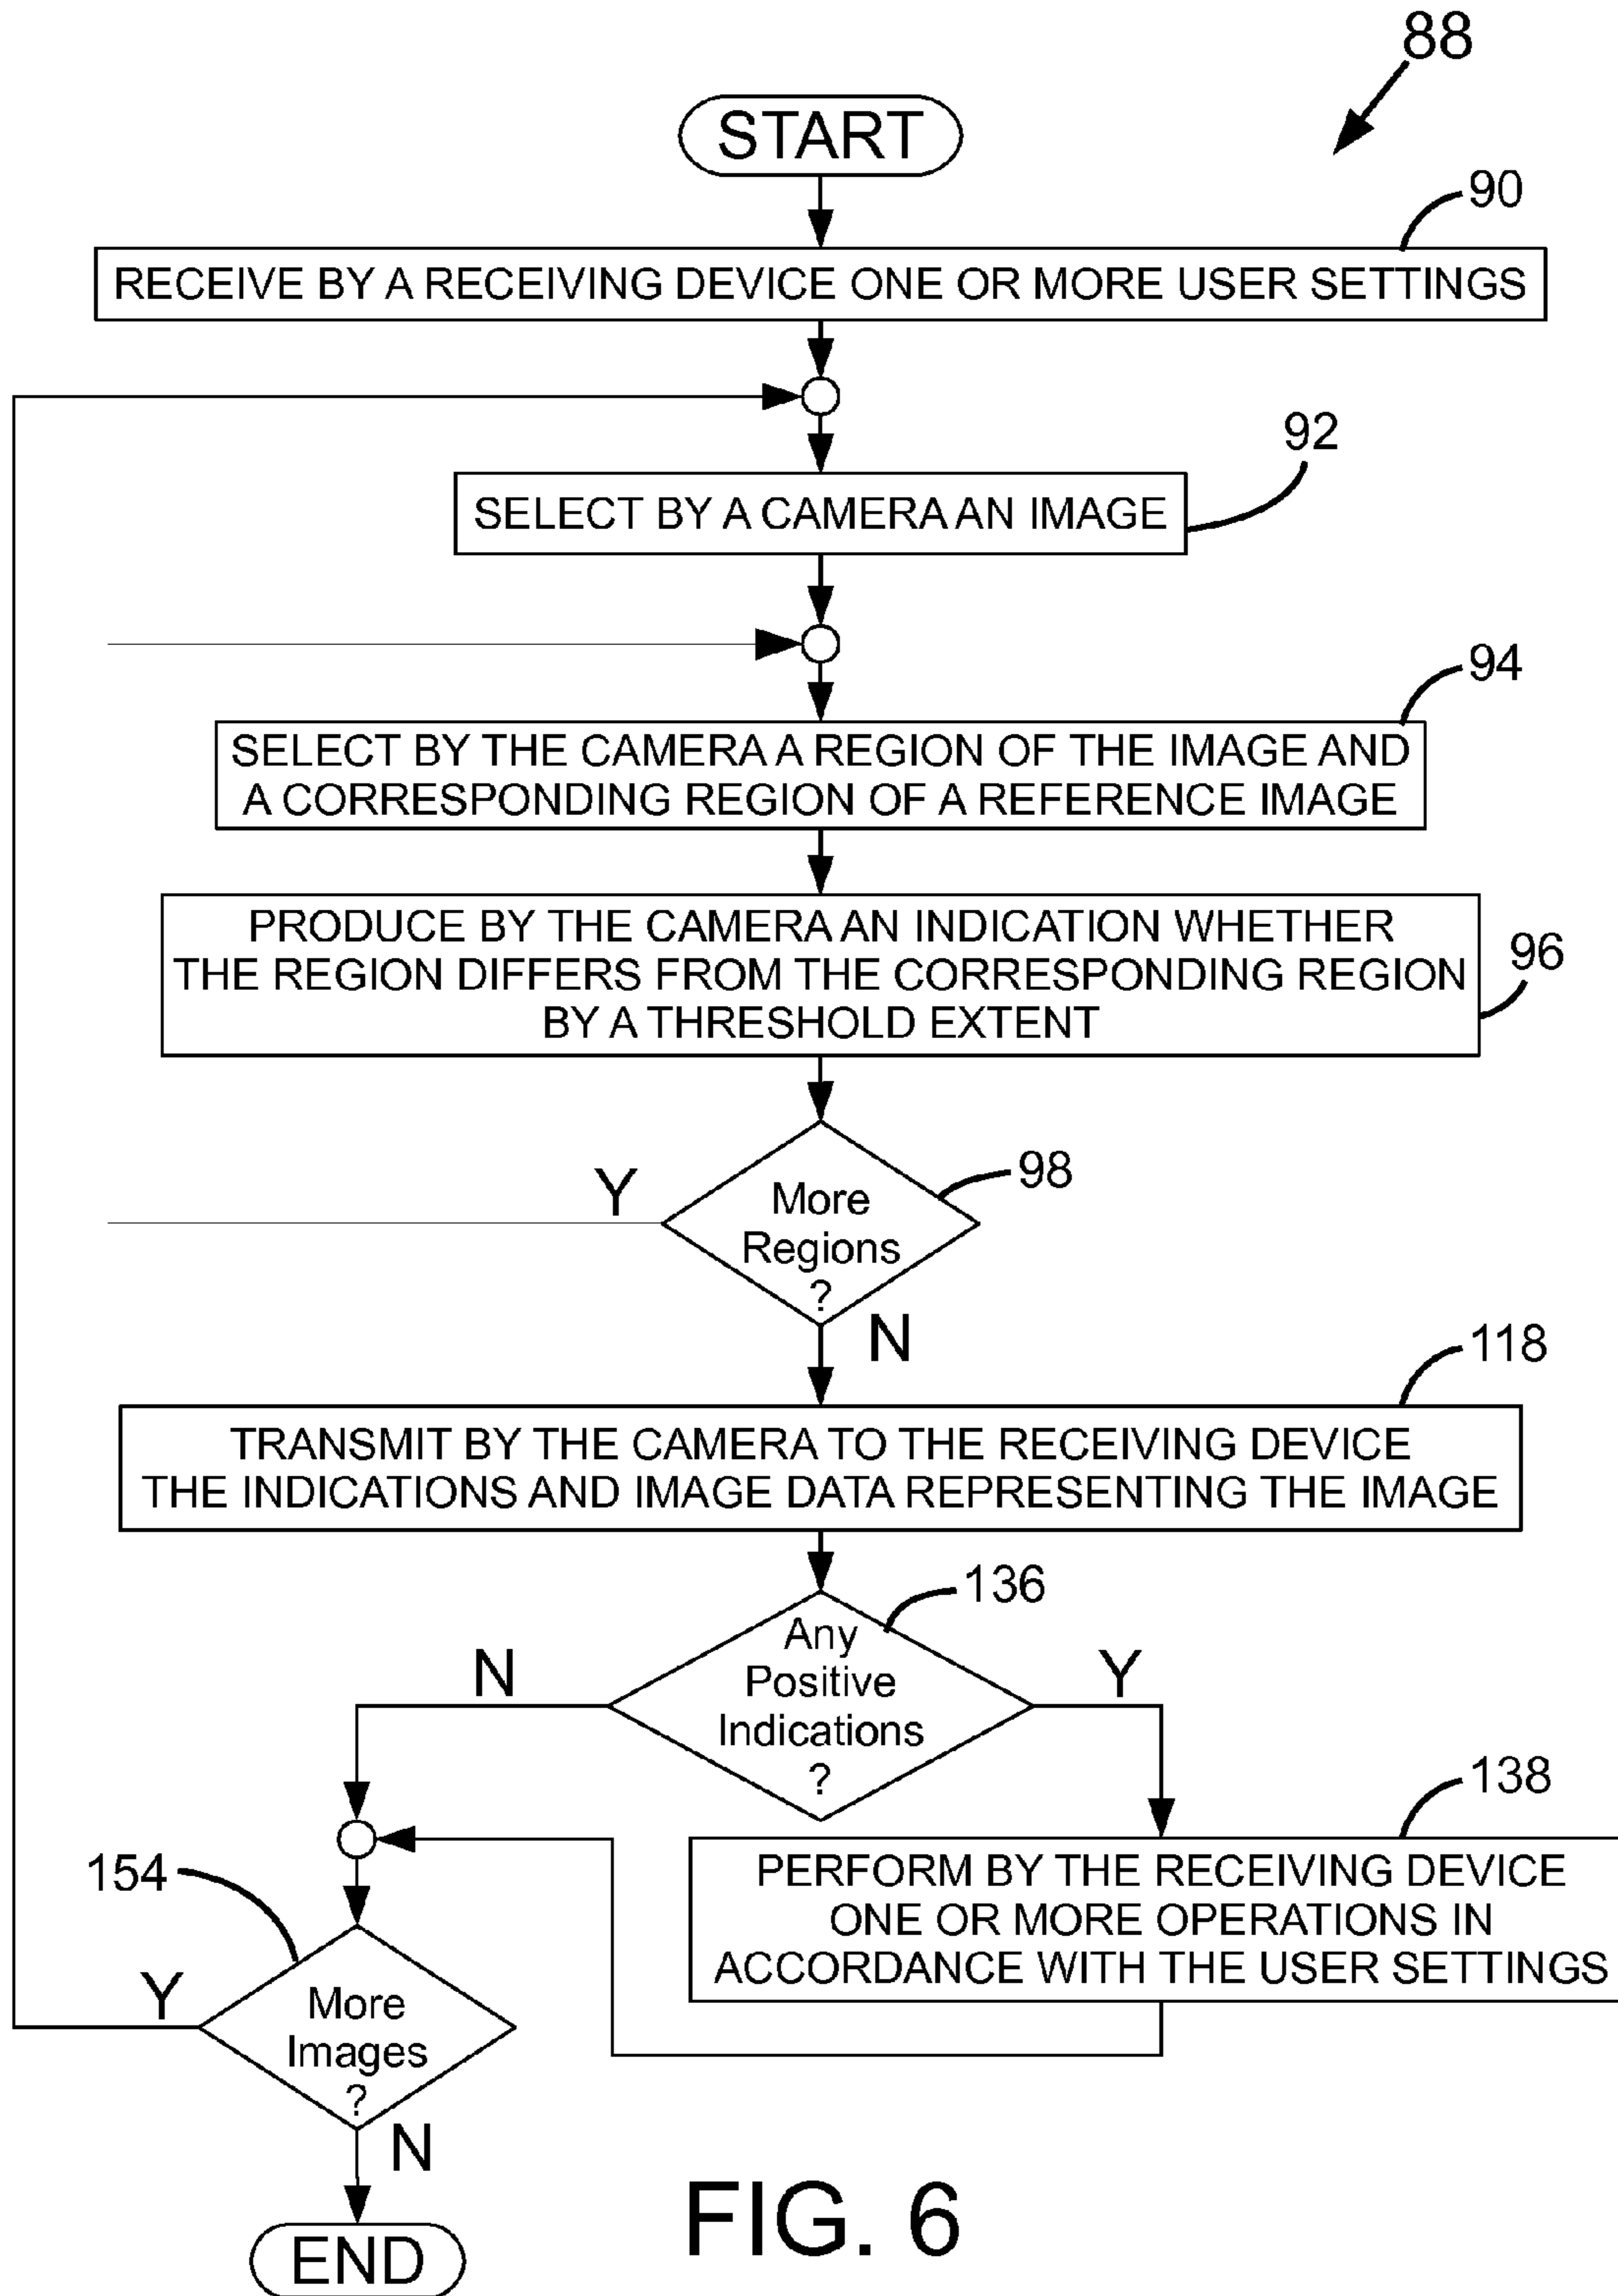 88
START
90
RECEIVE BY A RECEIVING DEVICE ONE OR MORE USER SETTINGS
92
SELECT BY A CAMERA AN IMAGE
94
SELECT BY THE CAMERA A REGION OF THE IMAGE AND
A CORRESPONDING REGION OF A REFERENCE IMAGE
PRODUCE BY THE CAMERA AN INDICATION WHETHER
THE REGION DIFFERS FROM THE CORRESPONDING REGION
BY A THRESHOLD EXTENT
96
98
Y
More
Regions
?
N
118
TRANSMIT BY THE CAMERA TO THE RECEIVING DEVICE
THE INDICATIONS AND IMAGE DATA REPRESENTING THE IMAGE
136
N
Any
Positive
Indications
?
Y
138
PERFORM BY THE RECEIVING DEVICE
ONE OR MORE OPERATIONS IN
ACCORDANCE WITH THE USER SETTINGS
154
Y
More
Images
?
N
END
FIG. 6